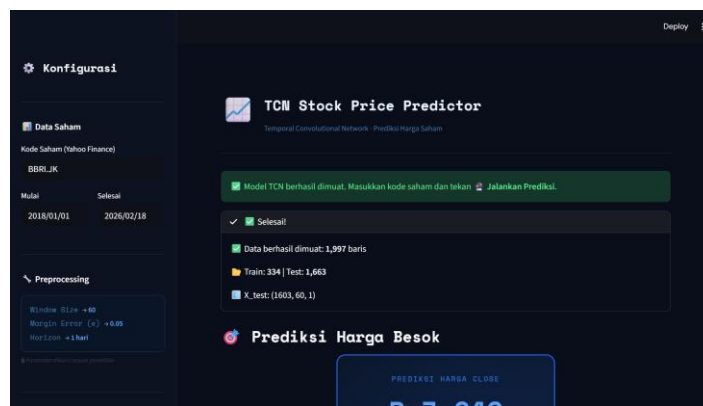 Deploy
Konfigurasi
Data Saham
Kode Saham (Yahoo Finance)
BBRI.JK
Mulai
Selesai
2018/01/01
2026/02/18
Preprocessing
Window Size → 60
Margin Error (e) → 0.05
Horizon → 1 hari
TCN Stock Price Predictor
Temporal Convolutional Network · Prediksi Harga Saham
Model TCN berhasil dimuat. Masukkan kode saham dan tekan Jalankan Prediksi.
Selesai!
Data berhasil dimuat: 1,997 baris
Train: 334 | Test: 1,663
X_test: (1603, 60, 1)
Prediksi Harga Besok
PREDIKSI HARGA CLOSE